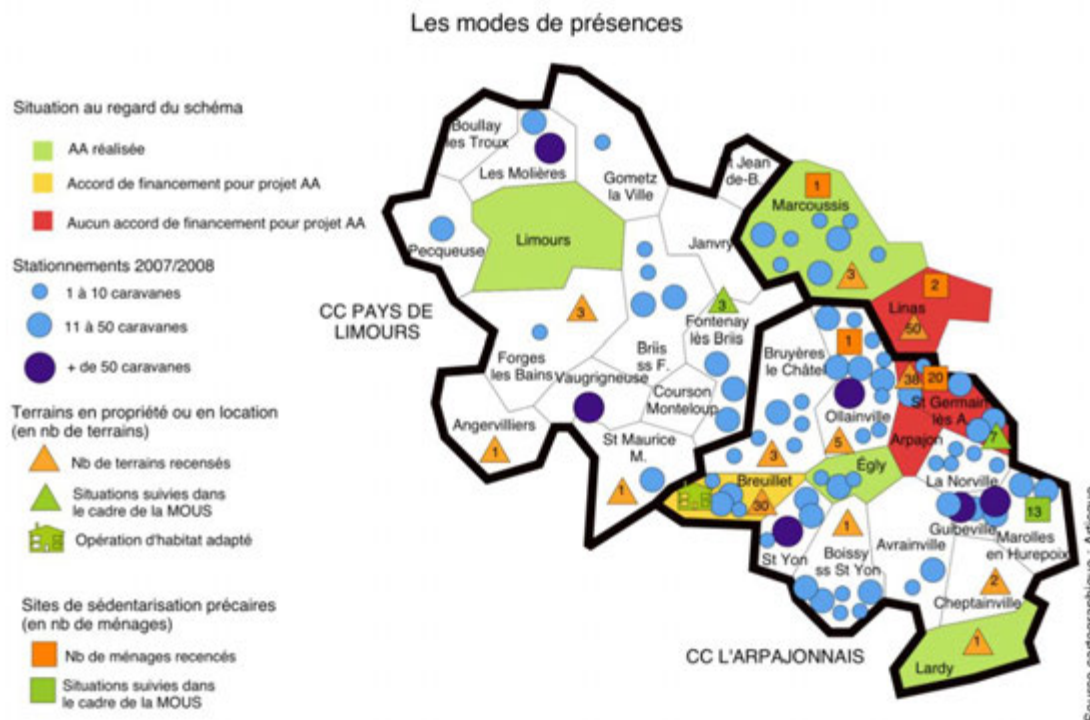 Les modes de présences
Situation au regard du schéma
AA réalisée
Accord de financement pour projet AA
Aucun accord de financement pour projet AA
Stationnements 2007/2008
1 à 10 caravanes
11 à 50 caravanes
+ de 50 caravanes
Terrains en propriété ou en location
(en nb de terrains)
Nb de terrains recensés
Situations suivies dans
le cadre de la MOUS
Opération d'habitat adapté
Sites de sédentarisation précaires
(en nb de ménages)
Nb de ménages recencés
Situations suivies dans
le cadre de la MOUS
CC PAYS DE
LIMOURS
Boullay
les Troux
Les Molières
Gometz
la Ville
Pecqueuse
Limours
Janvry
t Jean
de-B.
1
Marcoussis
3
2
Linas
50
3
Forges
les Bains
3
Fontenay
lès Briis
Briis
ss F.
Vaugrigneuse
Courson
Monteloup
Angervilliers
1
St Maurice
M.
1
Bruyères
le Châtel
1
3
Ollainville
5
38
20
St Germain
lès A.
Arpajon
7
Égly
Breuillet
30
La Norville
Guibeville
13
Marolles
en Hurepoix
St Yon
1
Boissy
ss St Yon
Avrainville
2
Cheptainville
1
Lardy
CC L'ARPAJONNAIS